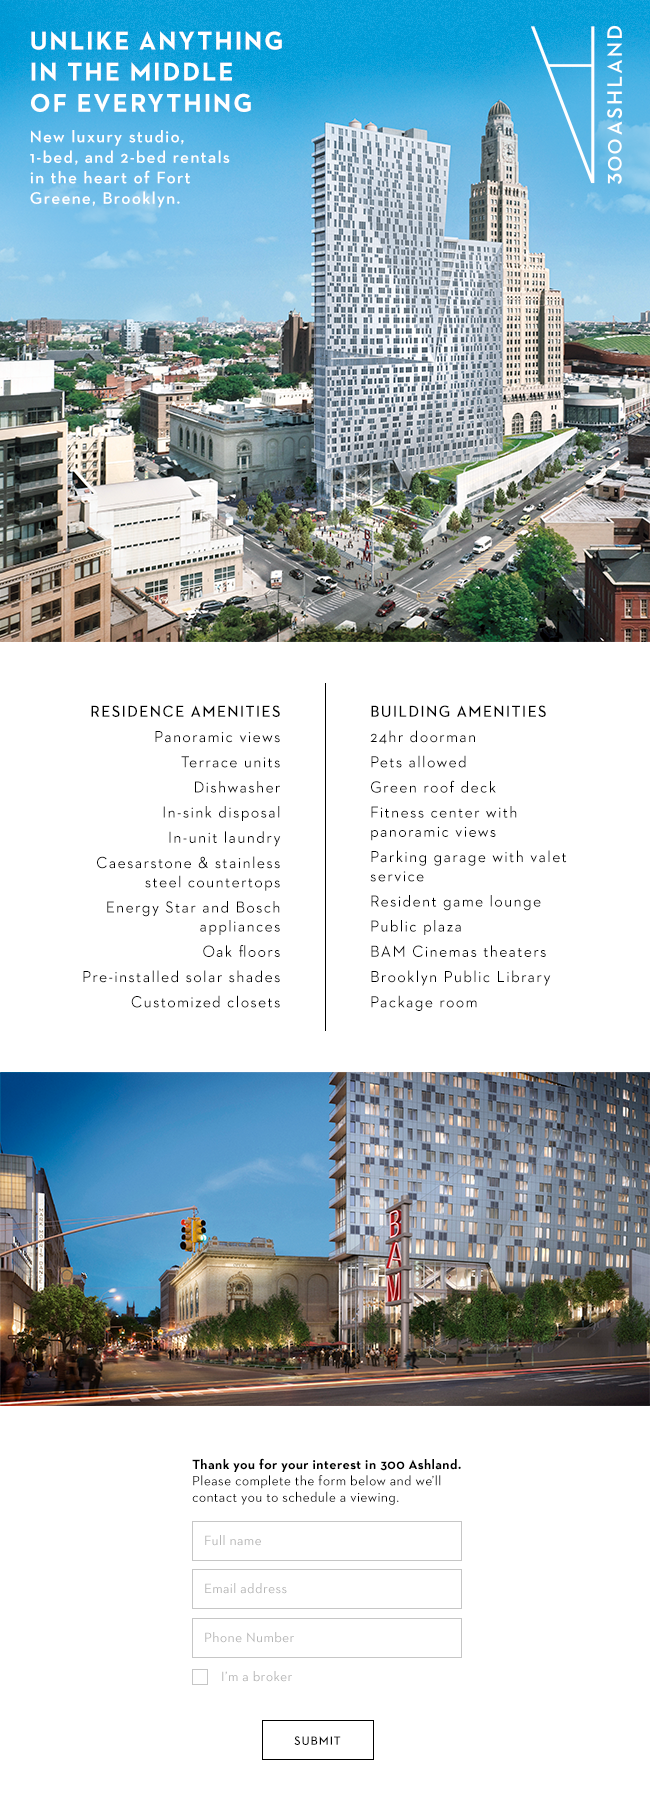 UNLIKE ANYTHING
IN THE MIDDLE
OF EVERYTHING
New luxury studio,
1-bed, and 2-bed rentals
in the heart of Fort
Greene, Brooklyn.
300 ASHLAND
BAM
RESIDENCE AMENITIES
Panoramic views
Terrace units
Dishwasher
In-sink disposal
In-unit laundry
Caesarstone & stainless
steel countertops
Energy Star and Bosch
appliances
Oak floors
Pre-installed solar shades
Customized closets
BUILDING AMENITIES
24hr doorman
Pets allowed
Green roof deck
Fitness center with
panoramic views
Parking garage with valet
service
Resident game lounge
Public plaza
BAM Cinemas theaters
Brooklyn Public Library
Package room
BAM
Thank you for your interest in 300 Ashland.
Please complete the form below and we'll
contact you to schedule a viewing.
Full name
Email address
Phone Number
I'm a broker
SUBMIT